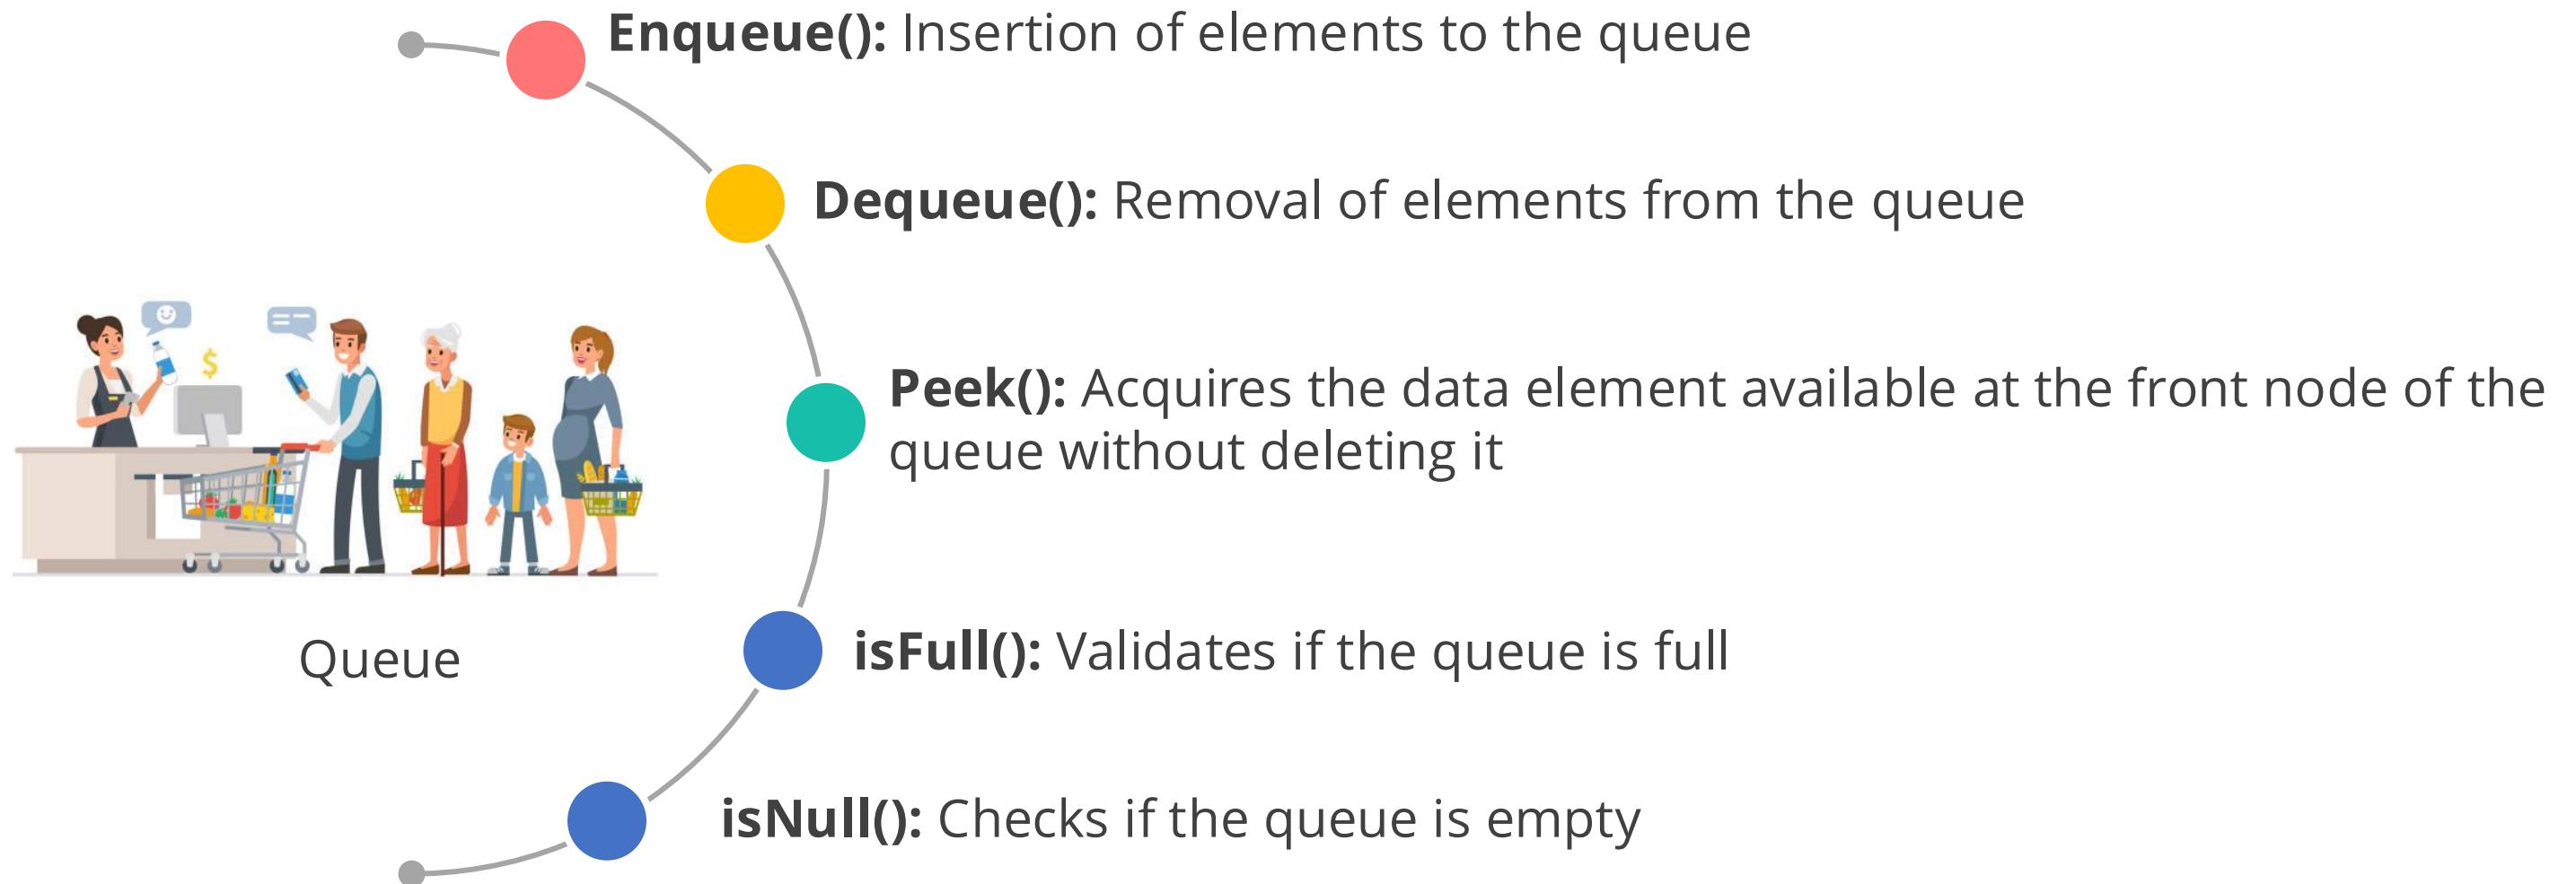 Enqueue(): Insertion of elements to the queue
Dequeue(): Removal of elements from the queue
$
Peek(): Acquires the data element available at the front node of the
queue without deleting it
Queue
isFull(): Validates if the queue is full
isNull(): Checks if the queue is empty